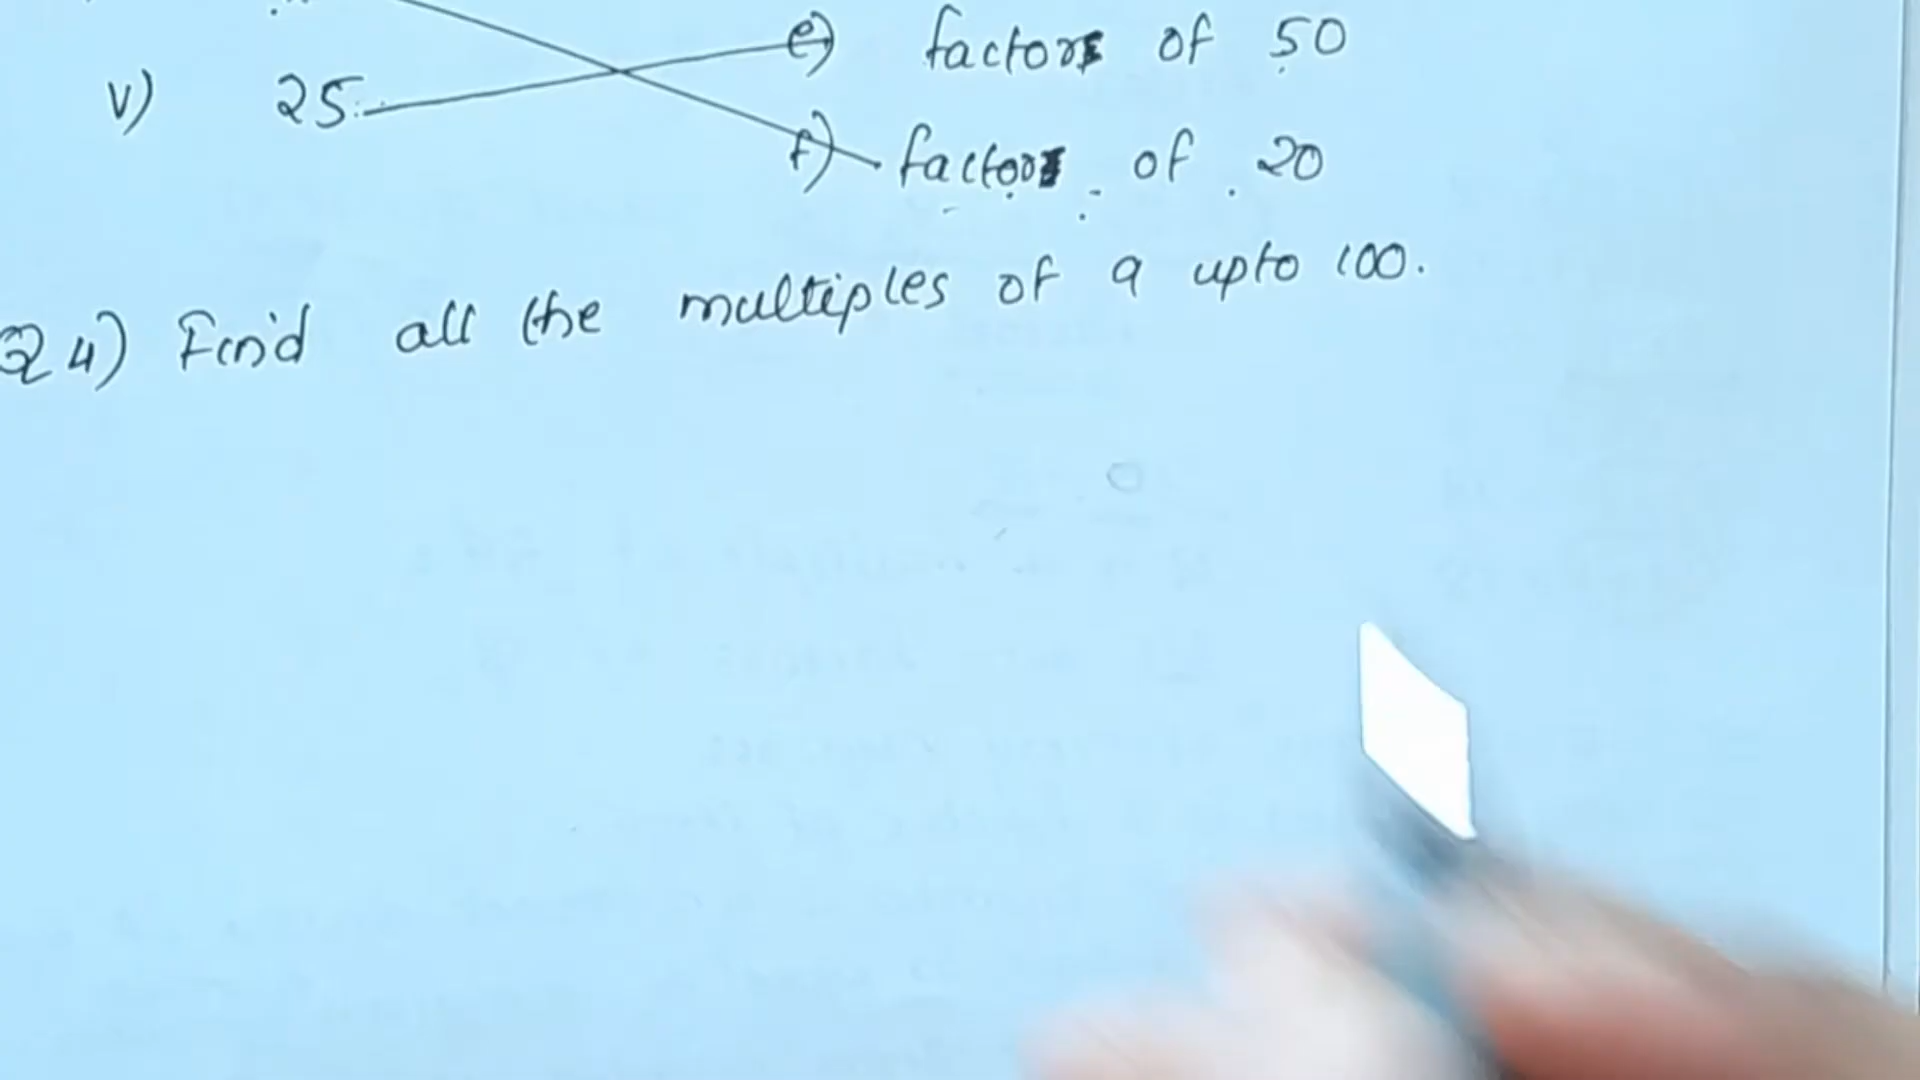 e) factors of 50
v) 25
f) factors of 20
Q4) Find all the multiples of 9 upto 100.